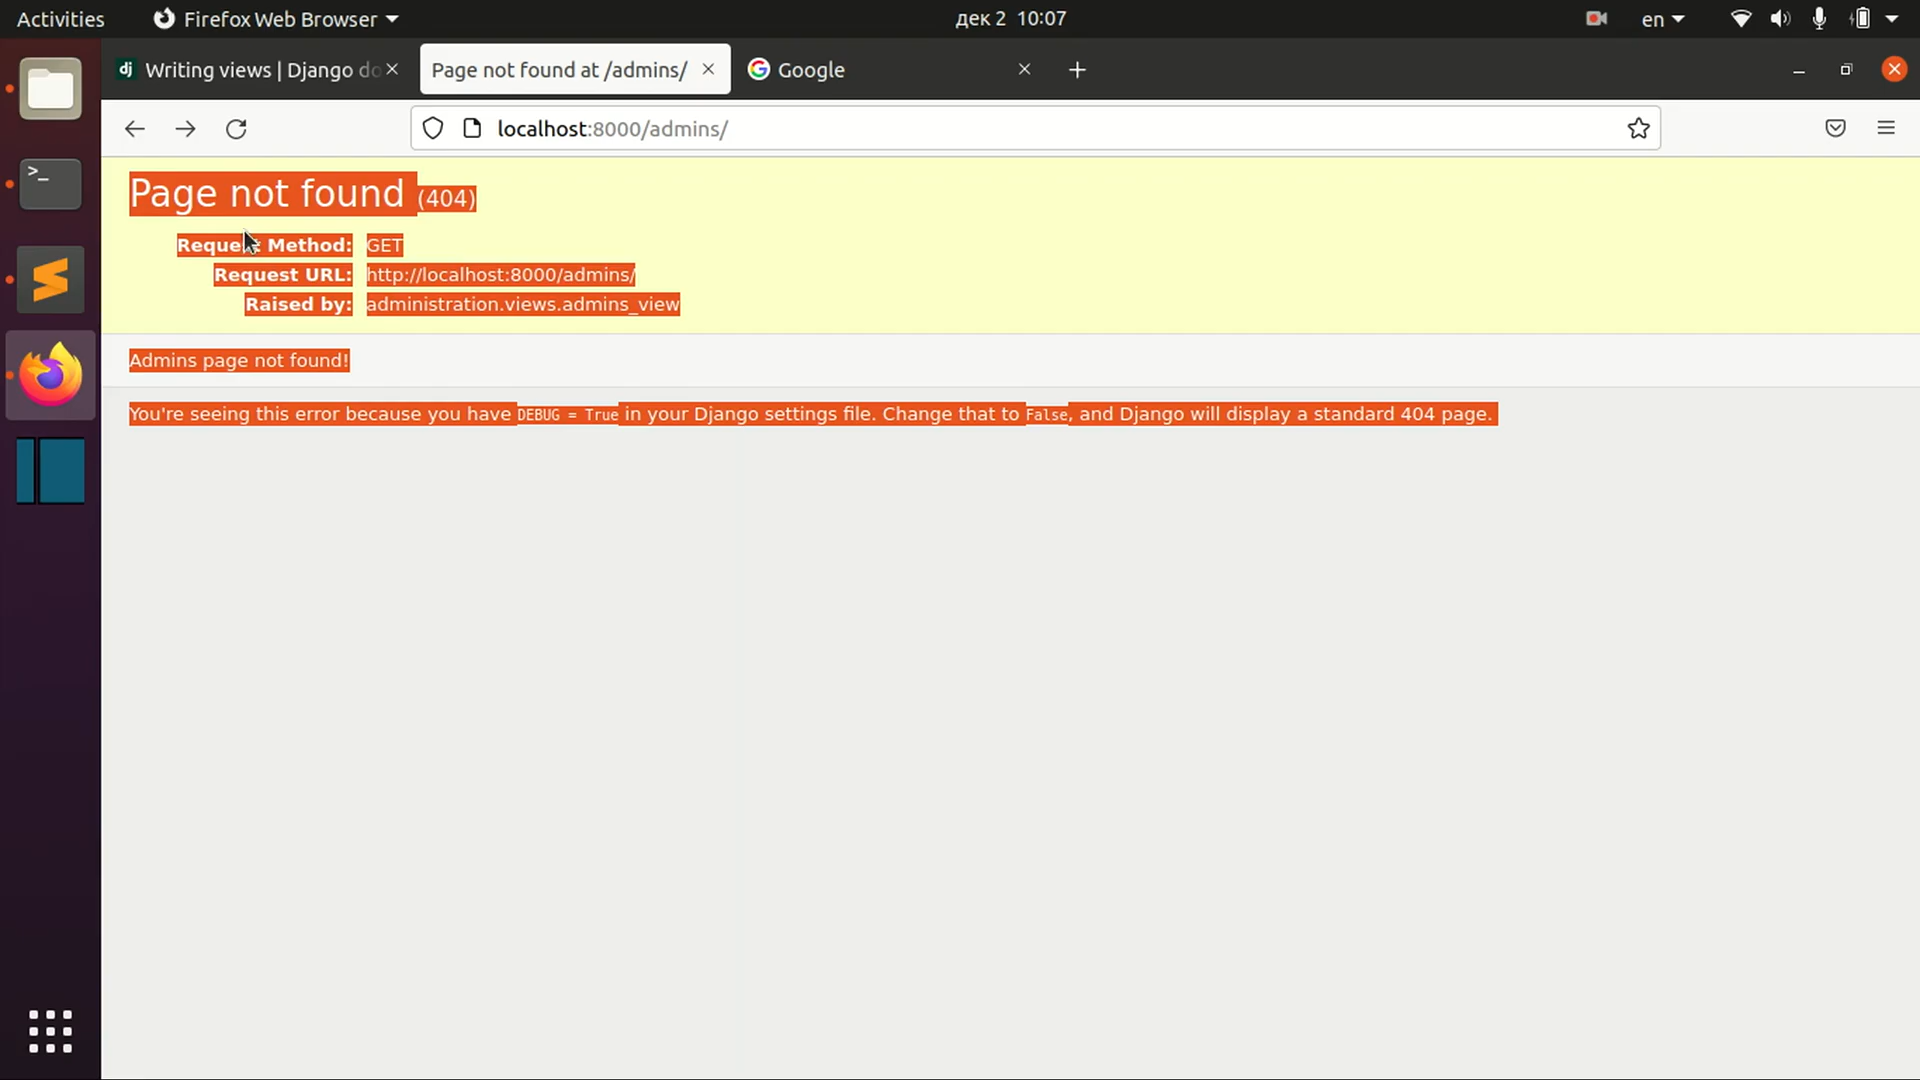 Activities Firefox Web Browser дек 2 10:07 en
Writing views | Django do Page not found at /admins/ Google
localhost:8000/admins/
Page not found (404)
Request Method: GET
Request URL: http://localhost:8000/admins/
Raised by: administration.views.admins_view
Admins page not found!
You're seeing this error because you have DEBUG = True in your Django settings file. Change that to False, and Django will display a standard 404 page.